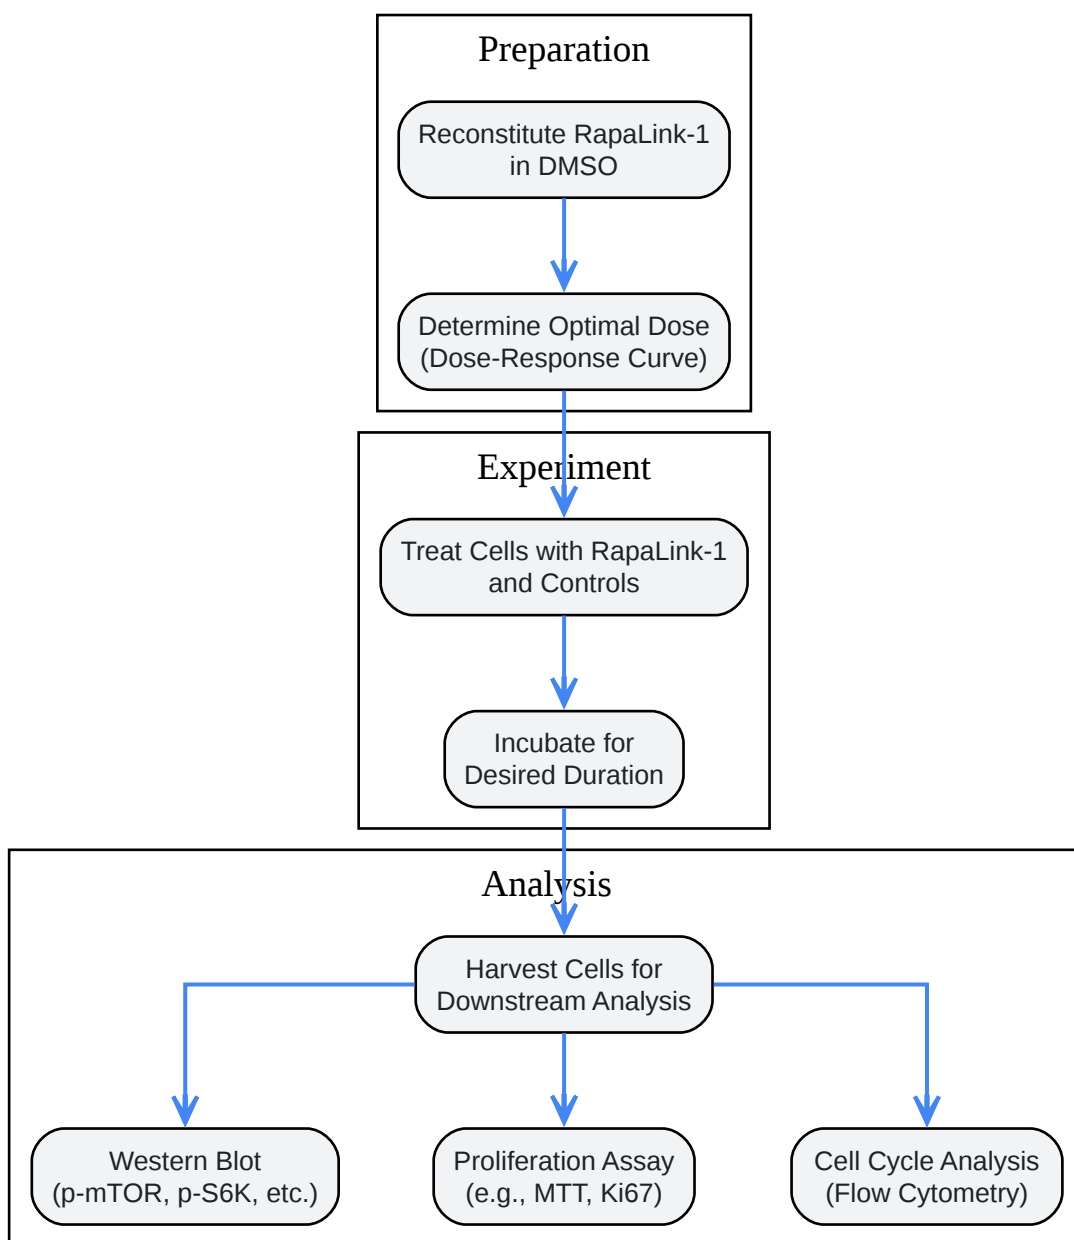 Preparation
Reconstitute RapaLink-1
in DMSO
Determine Optimal Dose
(Dose-Response Curve)
Experiment
Treat Cells with RapaLink-1
and Controls
Incubate for
Desired Duration
Analysis
Harvest Cells for
Downstream Analysis
Western Blot
(p-mTOR, p-S6K, etc.)
Proliferation Assay
(e.g., MTT, Ki67)
Cell Cycle Analysis
(Flow Cytometry)